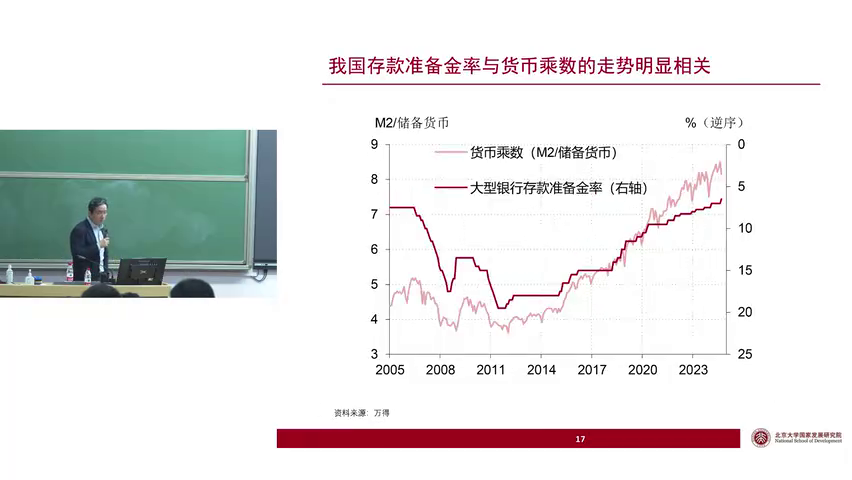 我国存款准备金率与货币乘数的走势明显相关
M2/储备货币
%（逆序）
货币乘数（M2/储备货币）
大型银行存款准备金率（右轴）
9
8
7
6
5
4
3
0
5
10
15
20
25
2005 2008 2011 2014 2017 2020 2023
资料来源：万得
17
北京大学国家发展研究院
National School of Development